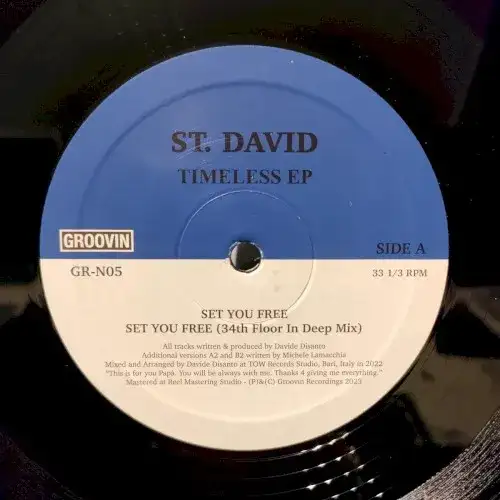 ST. DAVID
TIMELESS EP
GROOVIN
SIDE A
GR-N05
33 1/3 RPM
SET YOU FREE
SET YOU FREE (34th Floor In Deep Mix)
All tracks written & produced by Davide Disanto
Additional versions A2 and B2 written by Michele Lamacchia
Mixed and Arranged by Davide Disanto at TOW Records Studio, Bari, Italy in 2022
"This is for you Papà. You will be always with me. Thanks 4 giving me everything."
Mastered at Reel Mastering Studio - (P)&(C) Groovin Recordings 2023